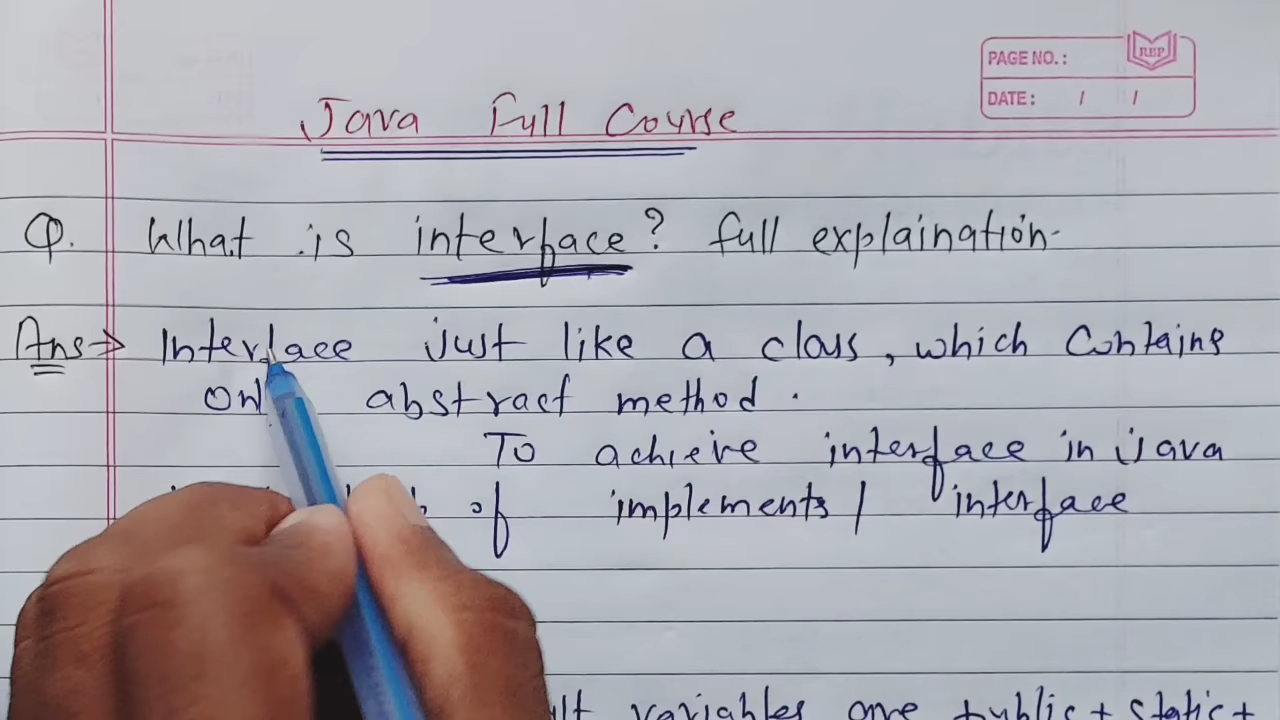 REP
PAGE NO.:
DATE: / /
Java Full Course
Q. What is interface? full explaination.
Ans→ Interface just like a class, which contains
abstract method.
To achieve interface in java
of implements / interface
variables are public + static +